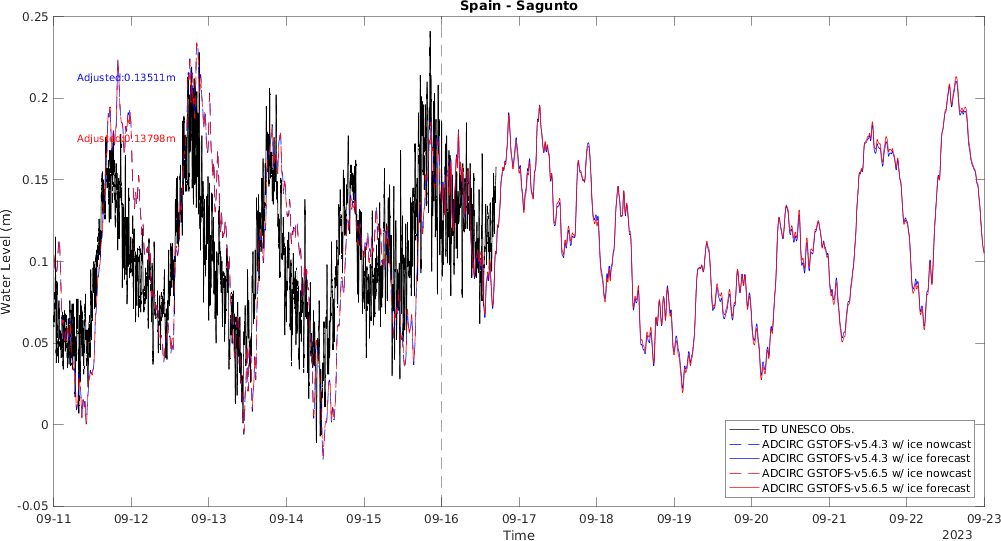 Spain - Sagunto
0.25
0.2
0.15
0.1
0.05
0
-0.05
Water Level (m)
Adjusted:0.13511m
Adjusted:0.13798m
TD UNESCO Obs.
ADCIRC GSTOFS-v5.4.3 w/ ice nowcast
ADCIRC GSTOFS-v5.4.3 w/ ice forecast
ADCIRC GSTOFS-v5.6.5 w/ ice nowcast
ADCIRC GSTOFS-v5.6.5 w/ ice forecast
09-11 09-12 09-13 09-14 09-15 09-16 09-17 09-18 09-19 09-20 09-21 09-22 09-23
Time
2023